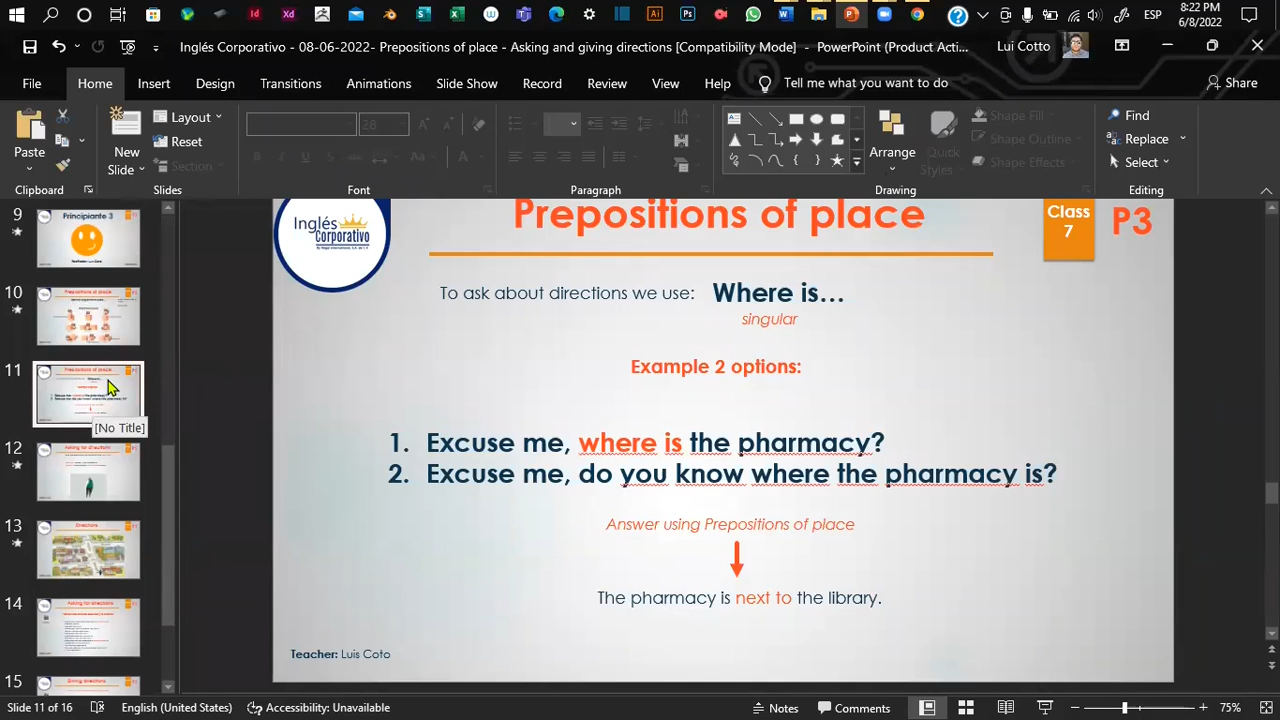 ESP
8:22 PM
6/8/2022
Inglés Corporativo - 08-06-2022- Prepositions of place - Asking and giving directions [Compatibility Mode] - PowerPoint (Product Acti...
Lui Cotto
File Home Insert Design Transitions Animations Slide Show Record Review View Help Tell me what you want to do Share
Paste
Clipboard
New Slide
Layout
Reset
Section
Slides
28
Font
Paragraph
Arrange
Quick Styles
Shape Fill
Shape Outline
Shape Effects
Drawing
Find
Replace
Select
Editing
9
Principiante 3
10
Prepositions of place
11
Prepositions of place
[No Title]
12
Asking for directions
13
Directions
14
Asking for directions
15
Giving directions
Inglés
Corporativo
Prepositions of place
Class
7
P3
To ask about directions we use: Where is...
singular
Example 2 options:
1. Excuse me, where is the pharmacy?
2. Excuse me, do you know where the pharmacy is?
Answer using Prepositions of place
The pharmacy is next to the library.
Teacher: Luis Coto
Slide 11 of 16 English (United States) Accessibility: Unavailable Notes Comments 75%